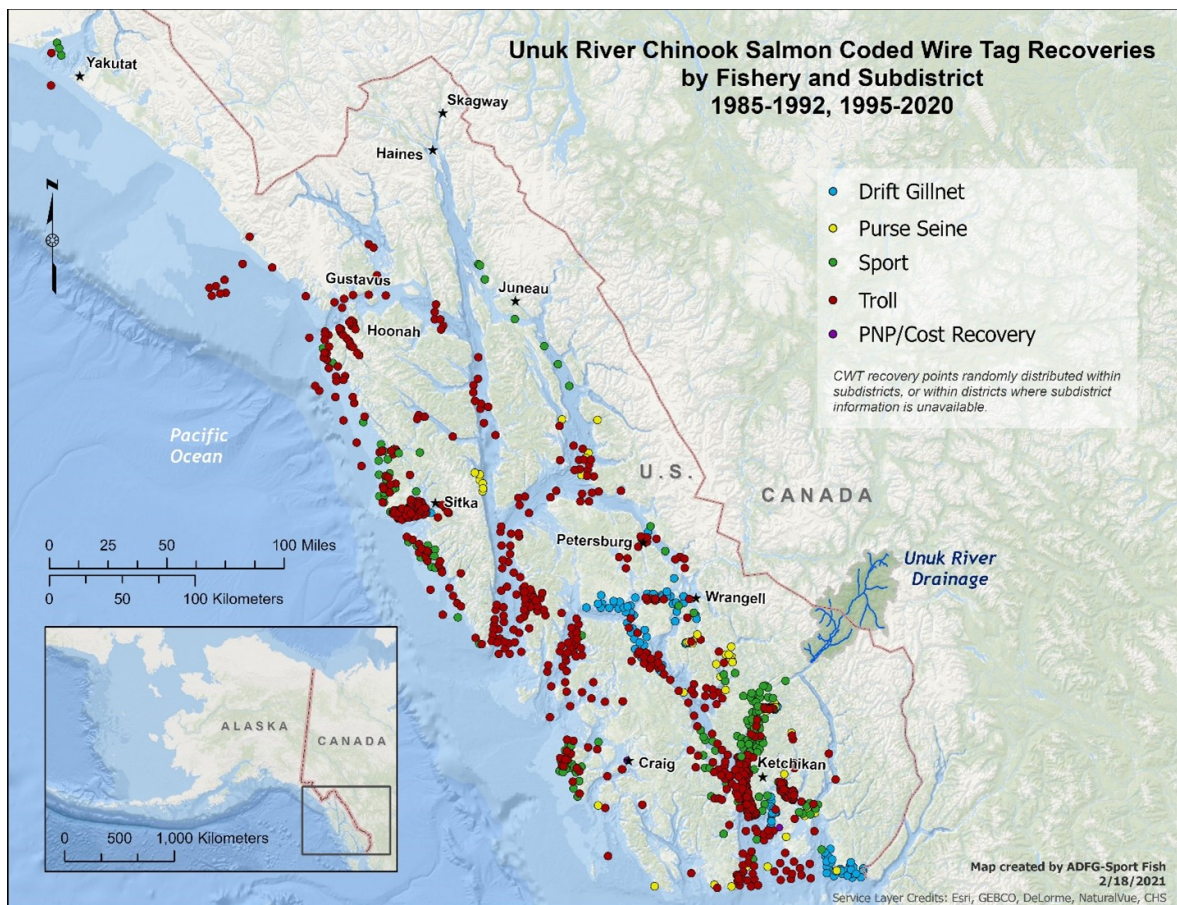 Unuk River Chinook Salmon Coded Wire Tag Recoveries
by Fishery and Subdistrict
1985-1992, 1995-2020
Yakutat
Skagway
Haines
N
Drift Gillnet
Purse Seine
Sport
Troll
PNP/Cost Recovery
CWT recovery points randomly distributed within
subdistricts, or within districts where subdistrict
information is unavailable.
Gustavus
Juneau
Hoonah
Pacific
Ocean
U.S.
CANADA
Sitka
Petersburg
Unuk River
Drainage
Wrangell
0 25 50 100 Miles
0 50 100 Kilometers
ALASKA
CANADA
Craig
Ketchikan
0 500 1,000 Kilometers
Map created by ADFG-Sport Fish
2/18/2021
Service Layer Credits: Esri, GEBCO, DeLorme, NaturalVue, CHS